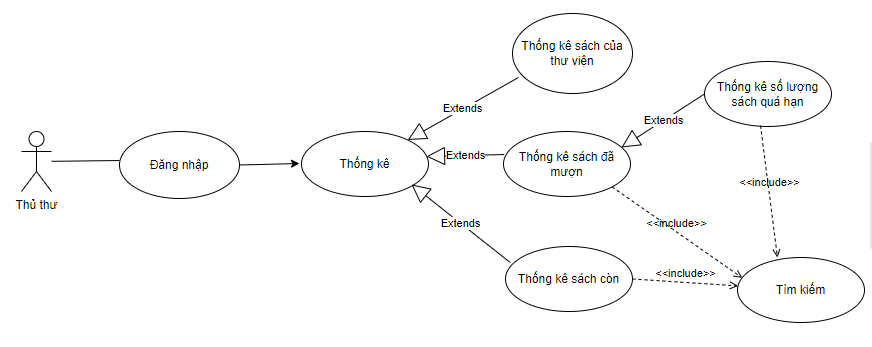 Thống kê sách của
thư viện
Extends
Thống kê số lượng
sách quá hạn
Extends
Đăng nhập
Thống kê
Extends
Thống kê sách đã
mượn
Thủ thư
<<include>>
Extends
<<include>>
Thống kê sách còn
<<include>>
Tìm kiếm